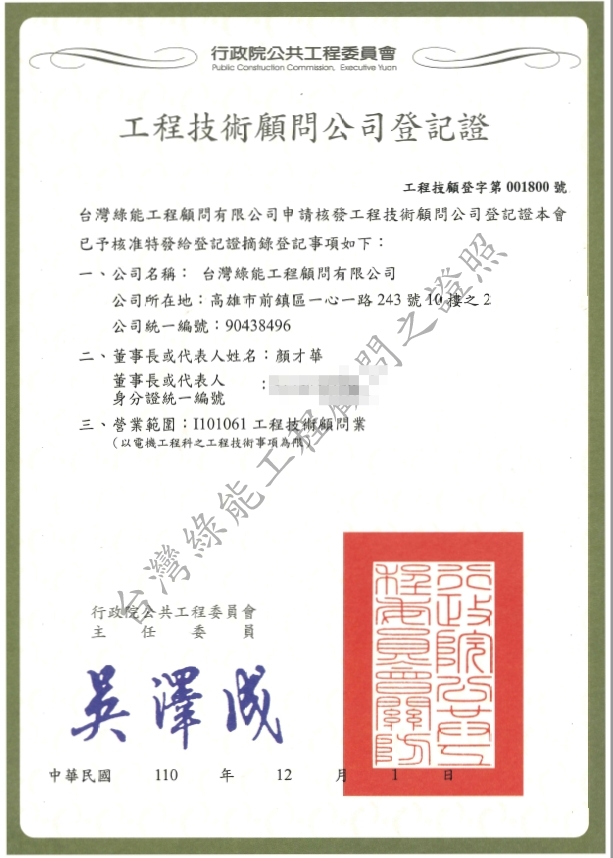 行政院公共工程委員會
Public Construction Commission, Executive Yuan
工程技術顧問公司登記證
工程技顧登字第 001800 號
台灣綠能工程顧問有限公司申請核發工程技術顧問公司登記證本會
已予核准特發給登記證摘錄登記事項如下：
一、公司名稱： 台灣綠能工程顧問有限公司
公司所在地：高雄市前鎮區一心一路 243 號 10 樓之 2
公司統一編號：90438496
二、董事長或代表人姓名：顏才華
董事長或代表人
身分證統一編號 ：
三、營業範圍：I101061 工程技術顧問業
（以電機工程科之工程技術事項為限）
台灣綠能工程顧問之證照
行政院公共工程委員會
主任委員
吳澤成
行政院公共工
程委員會關防
中華民國 110 年 12 月 1 日